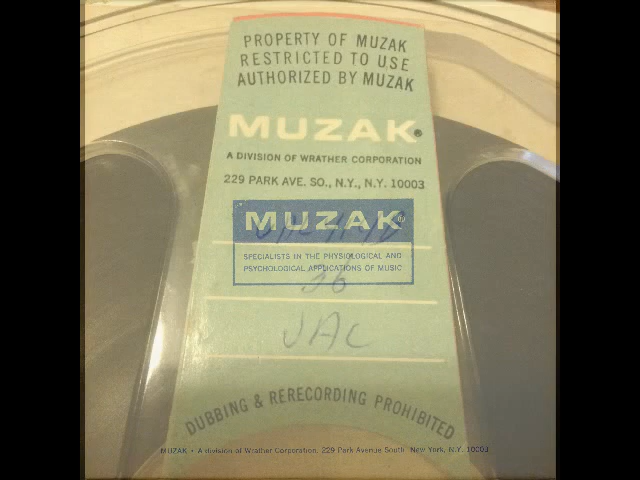 PROPERTY OF MUZAK
RESTRICTED TO USE
AUTHORIZED BY MUZAK
MUZAK®
A DIVISION OF WRATHER CORPORATION
229 PARK AVE. SO., N.Y., N.Y. 10003
MUZAK®
SPECIALISTS IN THE PHYSIOLOGICAL AND
PSYCHOLOGICAL APPLICATIONS OF MUSIC
36
JAC
DUBBING & RERECORDING PROHIBITED
MUZAK • A division of Wrather Corporation, 229 Park Avenue South, New York, N.Y. 10003